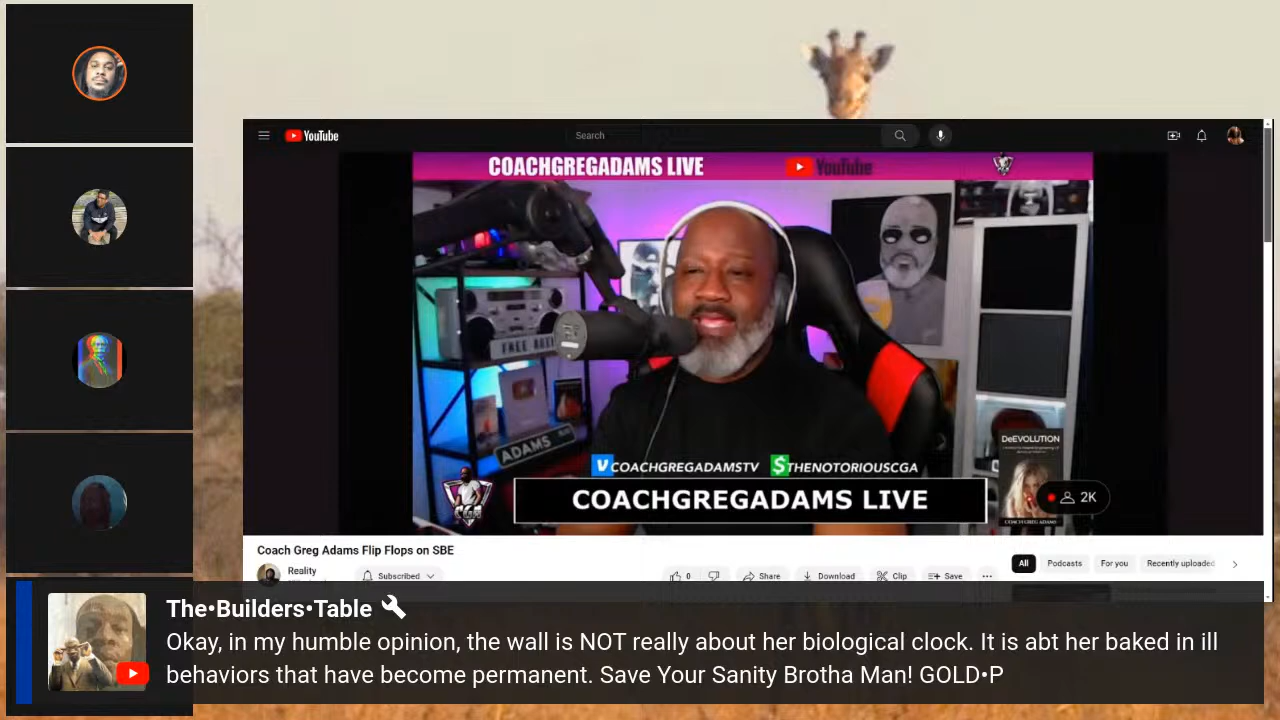 YouTube
Search
COACHGREGADAMS LIVE
YouTube
FREE
ADAMS
DeEVOLUTION
COACH GREG ADAMS
V COACHGREGADAMSTV $THENOTORIOUSCGA
COACHGREGADAMS LIVE
2K
Coach Greg Adams Flip Flops on SBE
Reality
Subscribed
0
Share
Download
Clip
Save
All
Podcasts
For you
Recently uploaded
The•Builders•Table
Okay, in my humble opinion, the wall is NOT really about her biological clock. It is abt her baked in ill
behaviors that have become permanent. Save Your Sanity Brotha Man! GOLD•P